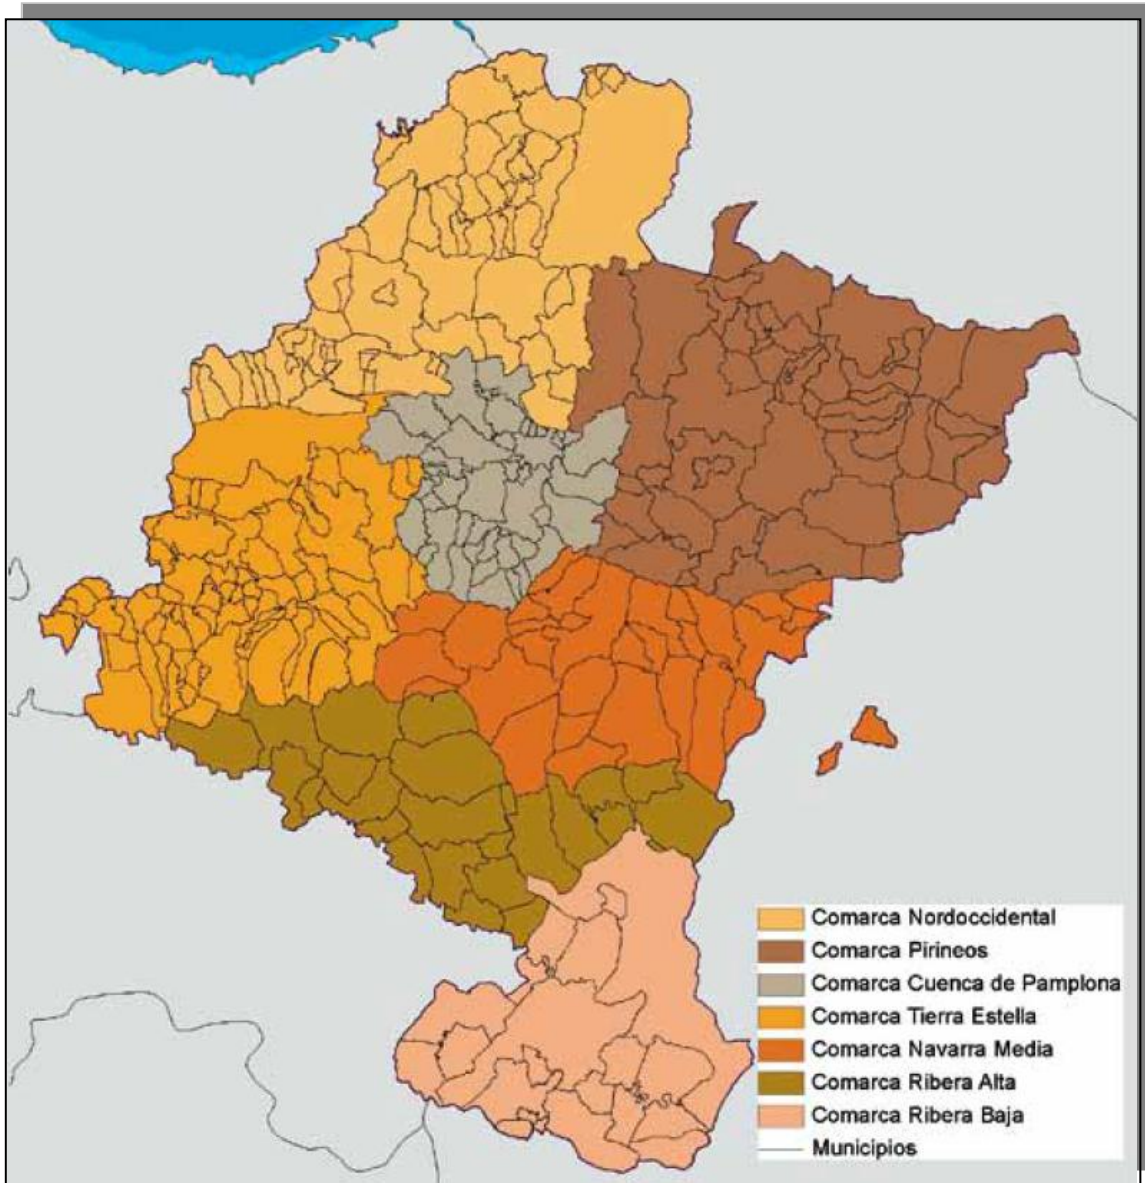 Comarca Nordoccidental
Comarca Pirineos
Comarca Cuenca de Pamplona
Comarca Tierra Estella
Comarca Navarra Media
Comarca Ribera Alta
Comarca Ribera Baja
Municipios